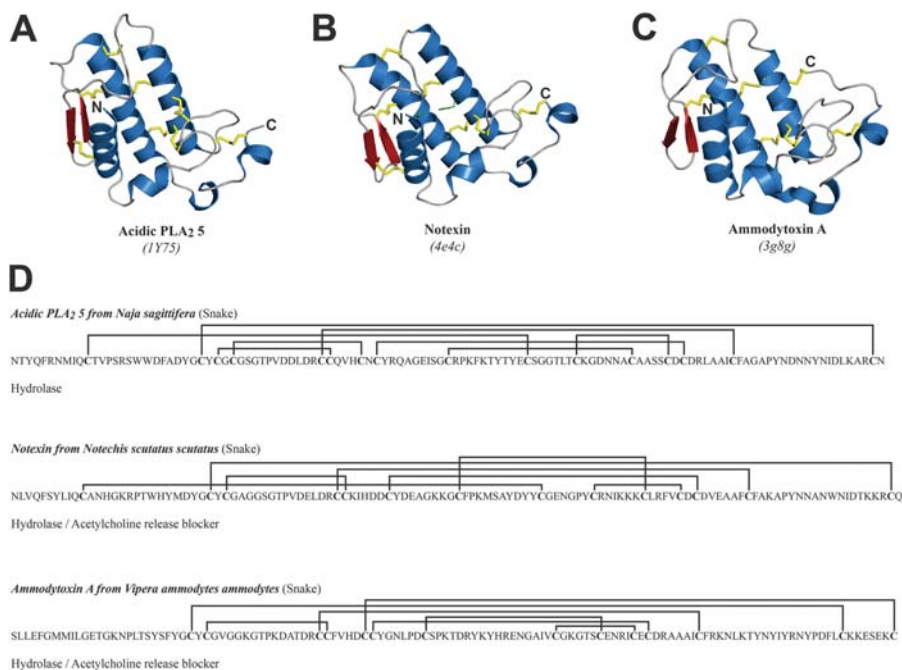 A
B
C
N
C
N
C
N
C
Acidic PLA2 5
(1Y75)
Notexin
(4e4c)
Ammodytoxin A
(3g8g)
D
Acidic PLA2 5 from Naja sagittifera (Snake)
NTYQFRNMIQCTVPSRSWWDFADYGCYCGCGSGTPVDDLDRCCQVHCNCYRQAGEISGCRPKFKTYTYECSGGTLTCKGDNNACAASSCDCDRLAAICFAGAPYNDNNYNIDLKARCN
Hydrolase
Notexin from Notechis scutatus scutatus (Snake)
NLVQFSYLIQCANHGKRPTWHYMDYGCYCGAGGSGTPVDELDRCCKIHDDCYDEAGKKGCFPKMSAYDYYCGENGPYCRNIKKKCLRFVCDCDVEAAFCFAKAPYNNANWNIDTKKRCQ
Hydrolase / Acetylcholine release blocker
Ammodytoxin A from Vipera ammodytes ammodytes (Snake)
SLLEFGMMILGETGKNPLTSYSFYGCYCGVGGKGTPKDATDRCCFVHDCCYGNLPDCSPKTDRYKYHRENGAIVCGKGTSCENRICECDRAAAICFRKNLKTYNYIYRNYPDFLCKKESEKC
Hydrolase / Acetylcholine release blocker